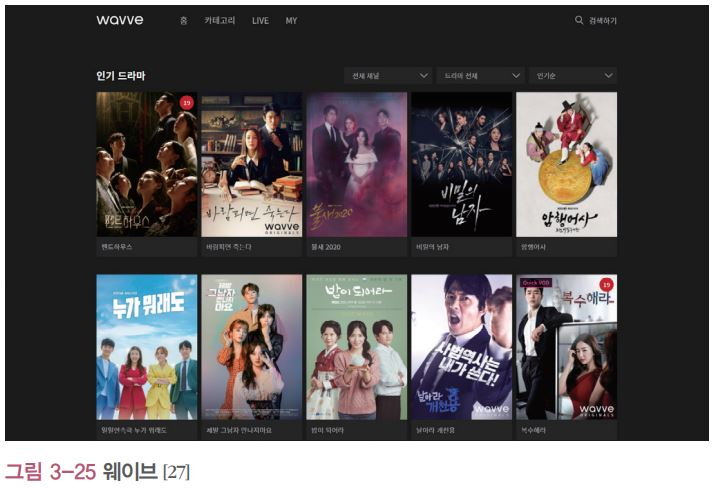 wavve 홈 카테고리 LIVE MY 검색하기
인기 드라마 전체 채널 드라마 전체 인기순
19
펜트하우스
바람피면 죽는다
wavve
ORIGINALS
불새 2020
비밀의
남자
암행어사
펜트하우스 바람피면 죽는다 불새 2020 비밀의 남자 암행어사
누가 뭐래도
제발
그남자
만나지
마요
밥이 되어라
사법역사는
내가 쓴다!
날아라
개천용
wavve
Quick VOD
19
복수해라
wavve
ORIGINALS
일일연속극 누가 뭐래도 제발 그남자 만나지마요 밥이 되어라 날아라 개천용 복수해라
그림 3-25 웨이브 [27]